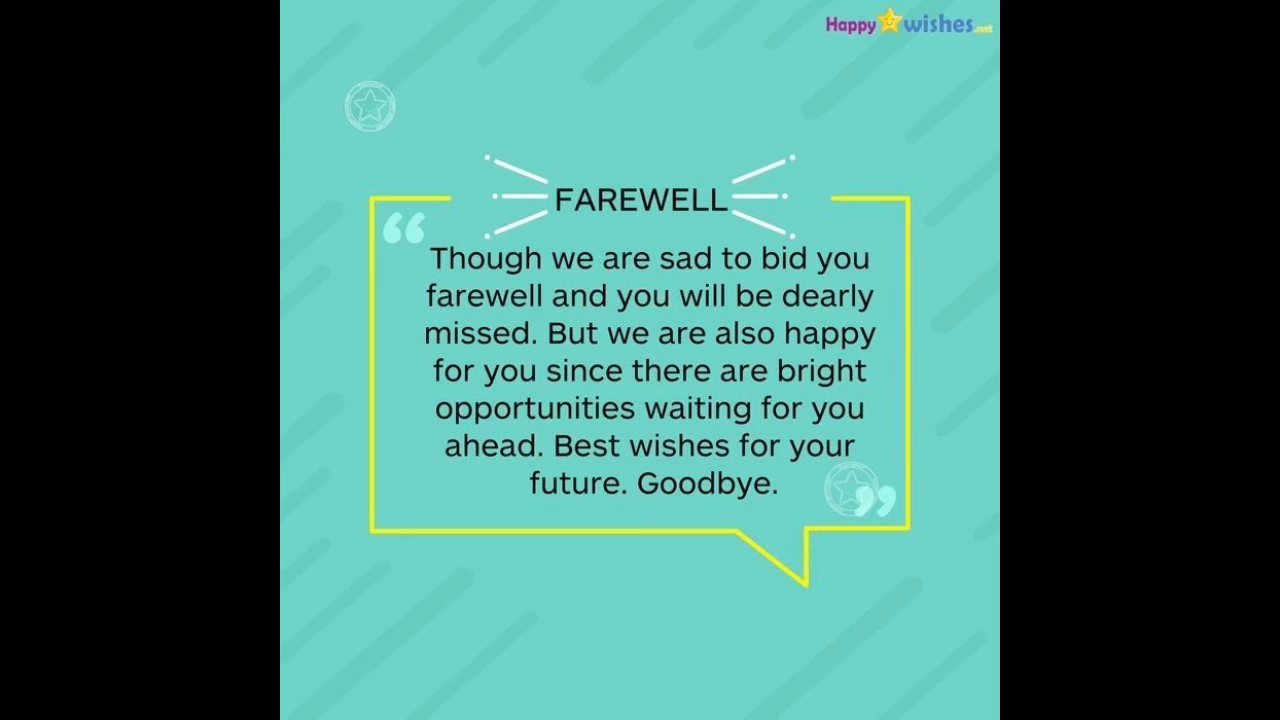 Happy wishes.net
FAREWELL
“
Though we are sad to bid you
farewell and you will be dearly
missed. But we are also happy
for you since there are bright
opportunities waiting for you
ahead. Best wishes for your
future. Goodbye.
”